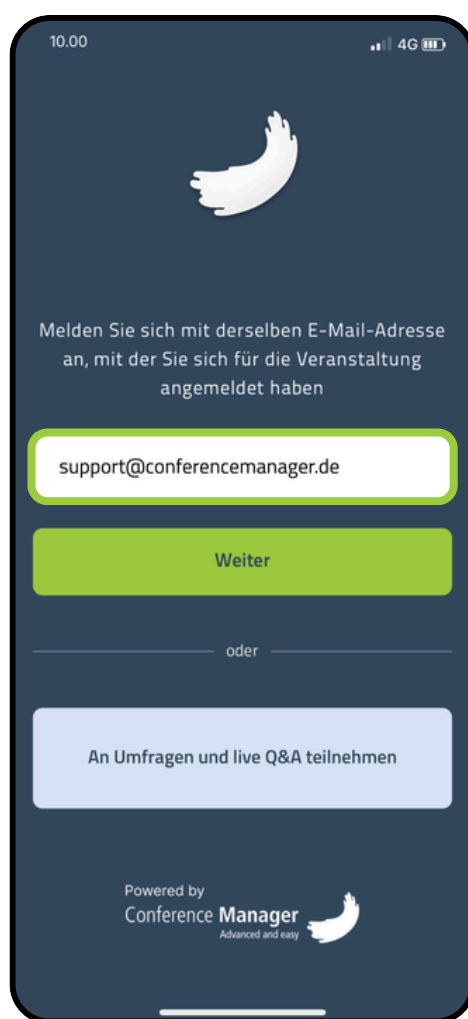 10.00
4G
Melden Sie sich mit derselben E-Mail-Adresse
an, mit der Sie sich für die Veranstaltung
angemeldet haben
support@conferencemanager.de
Weiter
oder
An Umfragen und live Q&A teilnehmen
Powered by
Conference Manager
Advanced and easy